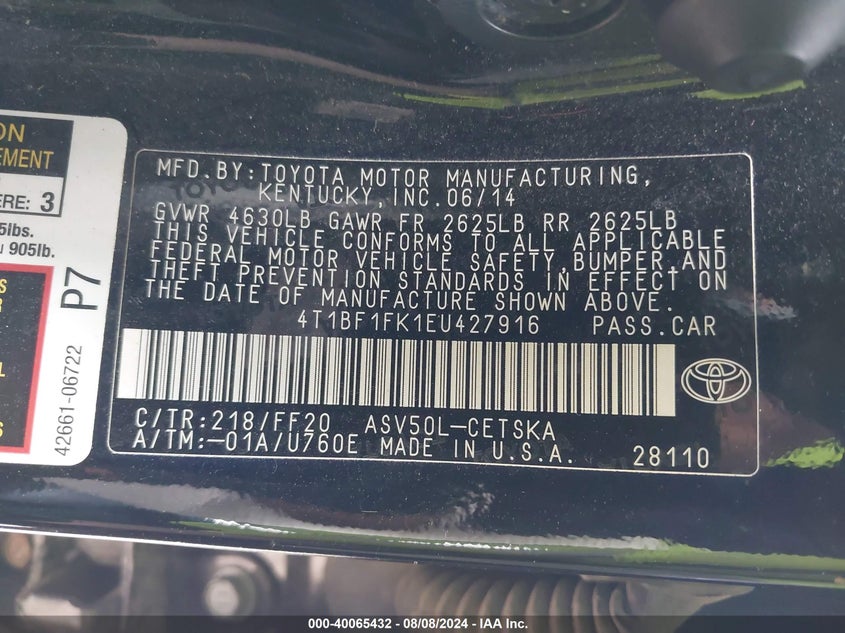 ON
EMENT
ERE: 3
5lbs.
905lb.
P7
42661-06722
MFD.BY:TOYOTA MOTOR MANUFACTURING,
KENTUCKY,INC.06/14
GVWR 4630LB GAWR FR 2625LB RR 2625LB
THIS VEHICLE CONFORMS TO ALL APPLICABLE
FEDERAL MOTOR VEHICLE SAFETY,BUMPER,AND
THEFT PREVENTION STANDARDS IN EFFECT ON
THE DATE OF MANUFACTURE SHOWN ABOVE.
4T1BF1FK1EU427916 PASS.CAR
C/TR:218/FF20 ASV50L-CETSKA
A/TM:-01A/U760E MADE IN U.S.A. 28110
000-40065432 - 08/08/2024 - IAA Inc.